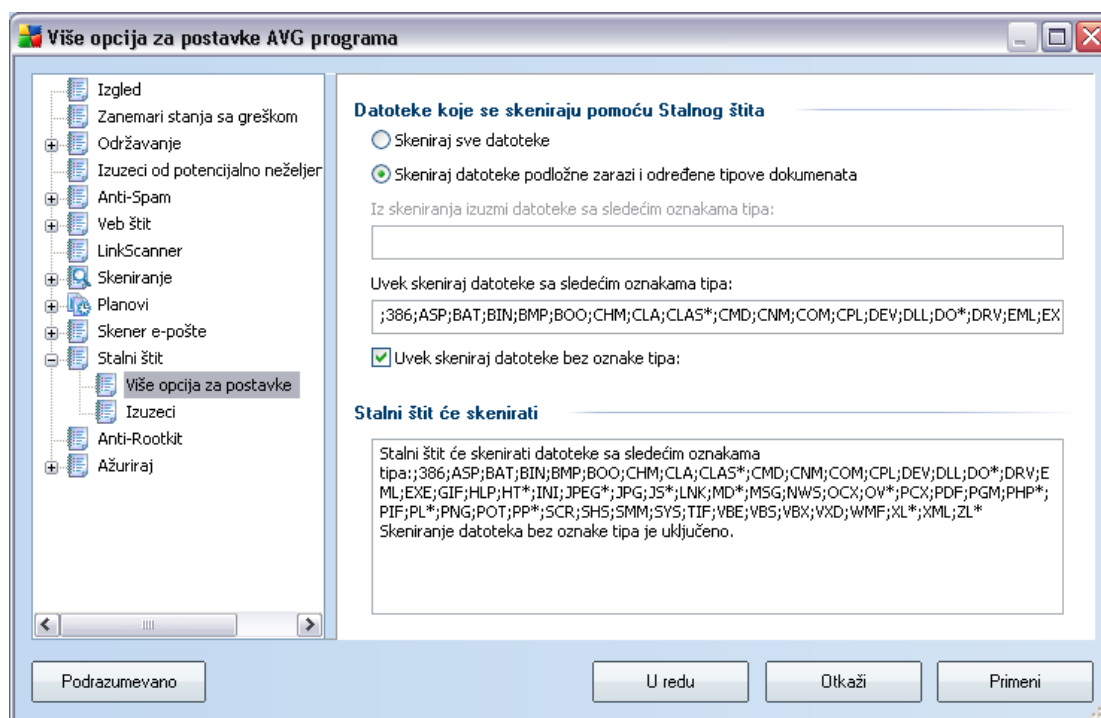 Više opcija za postavke AVG programa
Izgled
Zanemari stanja sa greškom
Održavanje
Izuzeci od potencijalno neželjer
Anti-Spam
Veb štit
LinkScanner
Skeniranje
Planovi
Skener e-pošte
Stalni štit
Više opcija za postavke
Izuzeci
Anti-Rootkit
Ažuriraj
Datoteke koje se skeniraju pomoću Stalnog štita
Skeniraj sve datoteke
Skeniraj datoteke podložne zarazi i određene tipove dokumenata
Iz skeniranja izuzmi datoteke sa sledećim oznakama tipa:
Uvek skeniraj datoteke sa sledećim oznakama tipa:
;386;ASP;BAT;BIN;BMP;BOO;CHM;CLA;CLAS*;CMD;CNM;COM;CPL;DEV;DLL;DO*;DRV;EML;EX
Uvek skeniraj datoteke bez oznake tipa:
Stalni štit će skenirati
Stalni štit će skenirati datoteke sa sledećim oznakama
tipa:;;386;ASP;BAT;BIN;BMP;BOO;CHM;CLA;CLAS*;CMD;CNM;COM;CPL;DEV;DLL;DO*;DRV;E
ML;EXE;GIF;HLP;HT*;INI;JPEG*;JPG;JS*;LNK;MD*;MSG;NWS;OCX;OV*;PCX;PDF;PGM;PHP*;
PIF;PL*;PNG;POT;PP*;SCR;SHS;SMM;SYS;TIF;VBE;VBS;VBX;VXD;WMF;XL*;XML;ZL*
Skeniranje datoteka bez oznake tipa je uključeno.
Podrazumevano
U redu
Otkaži
Primeni